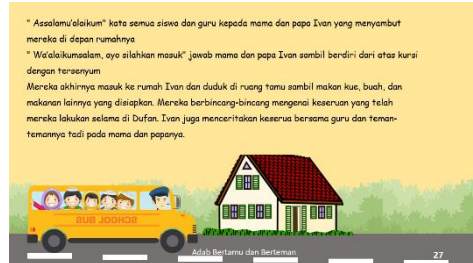 " Assalamu'alaikum" kata semua siswa dan guru kepada mama dan papa Ivan yang menyambut
mereka di depan rumahnya
" Wa'alaikumsalam, ayo silahkan masuk" jawab mama dan papa Ivan sambil berdiri dari atas kursi
dengan tersenyum
Mereka akhirnya masuk ke rumah Ivan dan duduk di ruang tamu sambil makan kue, buah, dan
makanan lainnya yang disiapkan. Mereka berbincang-bincang mengenai keseruan yang telah
mereka lakukan selama di Dufan. Ivan juga menceritakan keserua bersama guru dan teman-
temannya tadi pada mama dan papanya.
SCHOOL BUS
Adab Bertamu dan Berteman
27